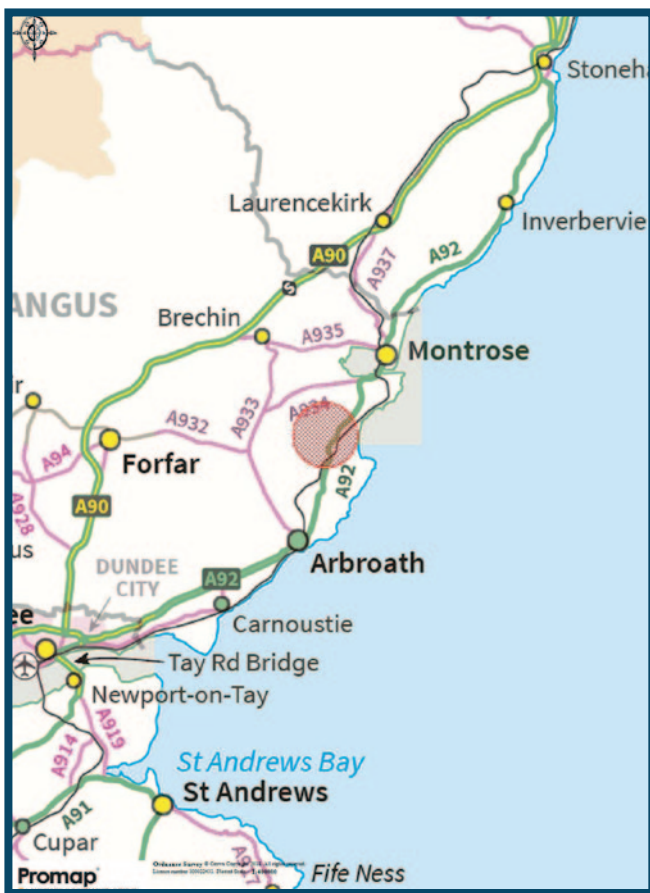 Stoneha
Laurencekirk
Inverbervie
A92
A90
A937
ANGUS
Brechin
A935
Montrose
ir
A933
A934
A932
A94
Forfar
A92
A928
A90
us
Arbroath
DUNDEE
CITY
A92
ee
Carnoustie
Tay Rd Bridge
Newport-on-Tay
A919
A914
St Andrews Bay
St Andrews
A91
Cupar
Promap
Fife Ness